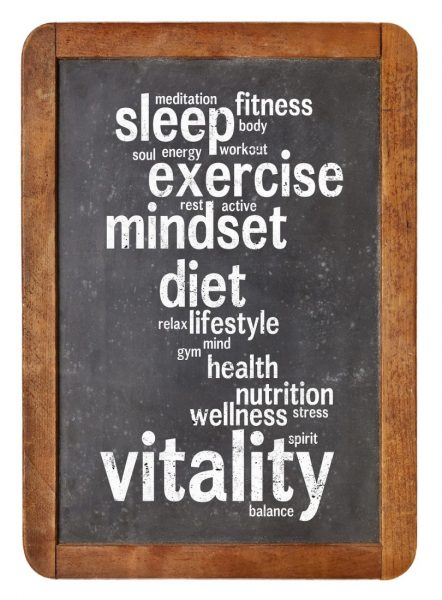 meditation fitness
sleep body
soul energy workout
exercise
rest active
mindset
diet
relax lifestyle
gym mind
health
nutrition
wellness stress
spirit
vitality
balance